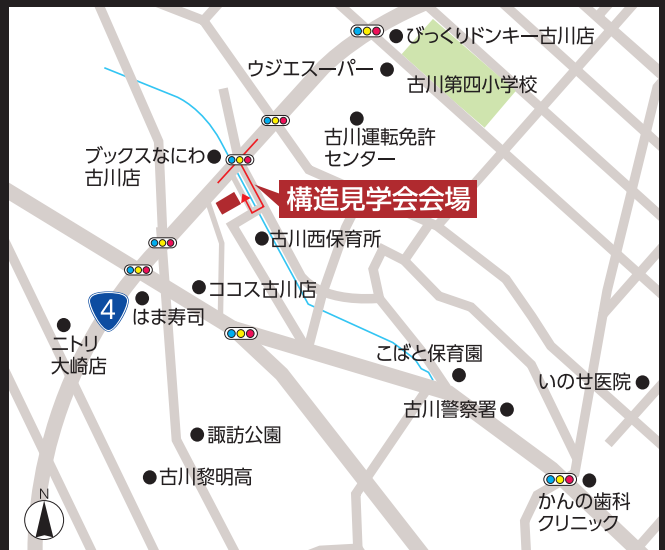 びっくりドンキー古川店
ウジエスーパー
古川第四小学校
古川運転免許
センター
ブックスなにわ
古川店
構造見学会会場
古川西保育所
ココス古川店
4
はま寿司
ニトリ
大崎店
こばと保育園
いのせ医院
古川警察署
諏訪公園
古川黎明高
かんの歯科
クリニック
N